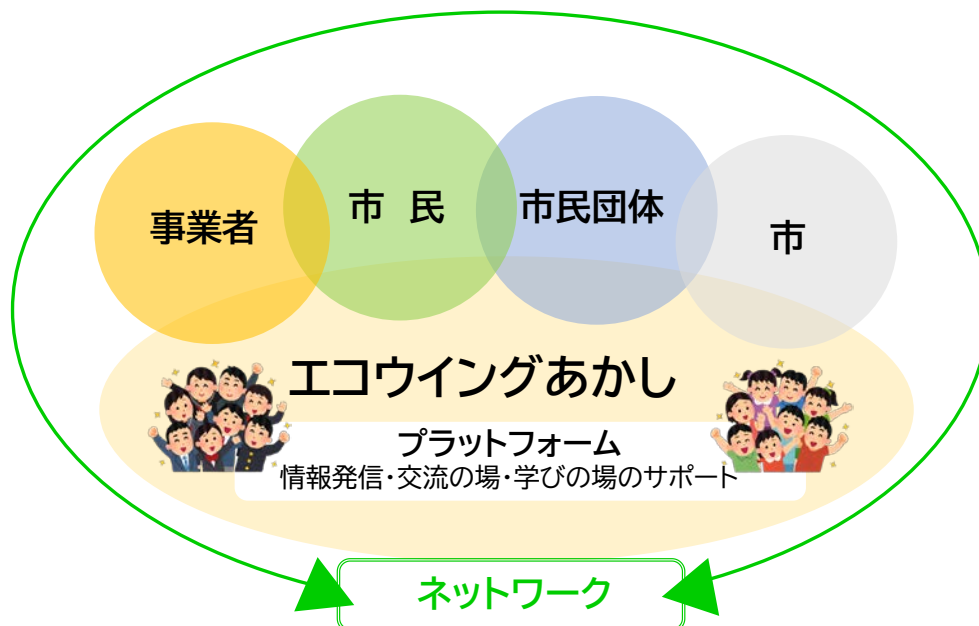 事業者
市 民
市民団体
市
エコウイングあかし
プラットフォーム
情報発信・交流の場・学びの場のサポート
ネットワーク